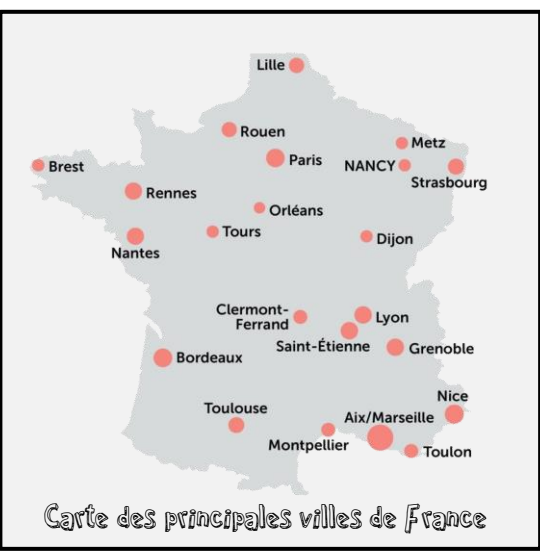 Lille
Rouen
Metz
Paris
NANCY
Brest
Strasbourg
Rennes
Orléans
Tours
Dijon
Nantes
Clermont-
Ferrand
Lyon
Saint-Étienne
Grenoble
Bordeaux
Nice
Toulouse
Aix/Marseille
Montpellier
Toulon
Carte des principales villes de France